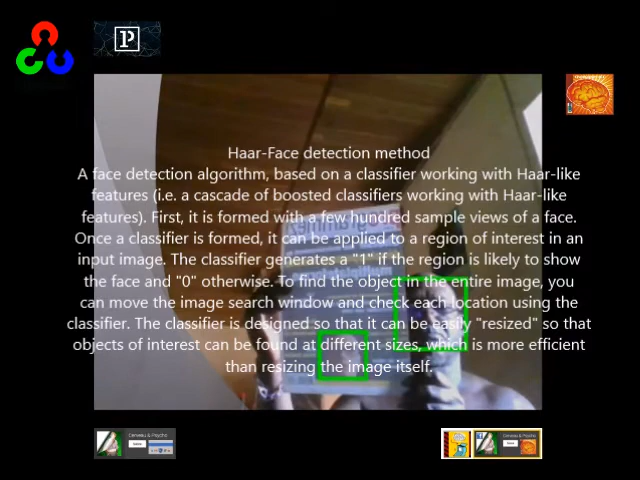 P
Haar-Face detection method
A face detection algorithm, based on a classifier working with Haar-like
features (i.e. a cascade of boosted classifiers working with Haar-like
features). First, it is formed with a few hundred sample views of a face.
Once a classifier is formed, it can be applied to a region of interest in an
input image. The classifier generates a "1" if the region is likely to show
the face and "0" otherwise. To find the object in the entire image, you
can move the image search window and check each location using the
classifier. The classifier is designed so that it can be easily "resized" so that
objects of interest can be found at different sizes, which is more efficient
than resizing the image itself.
Cerveau & Psycho
Cerveau & Psycho